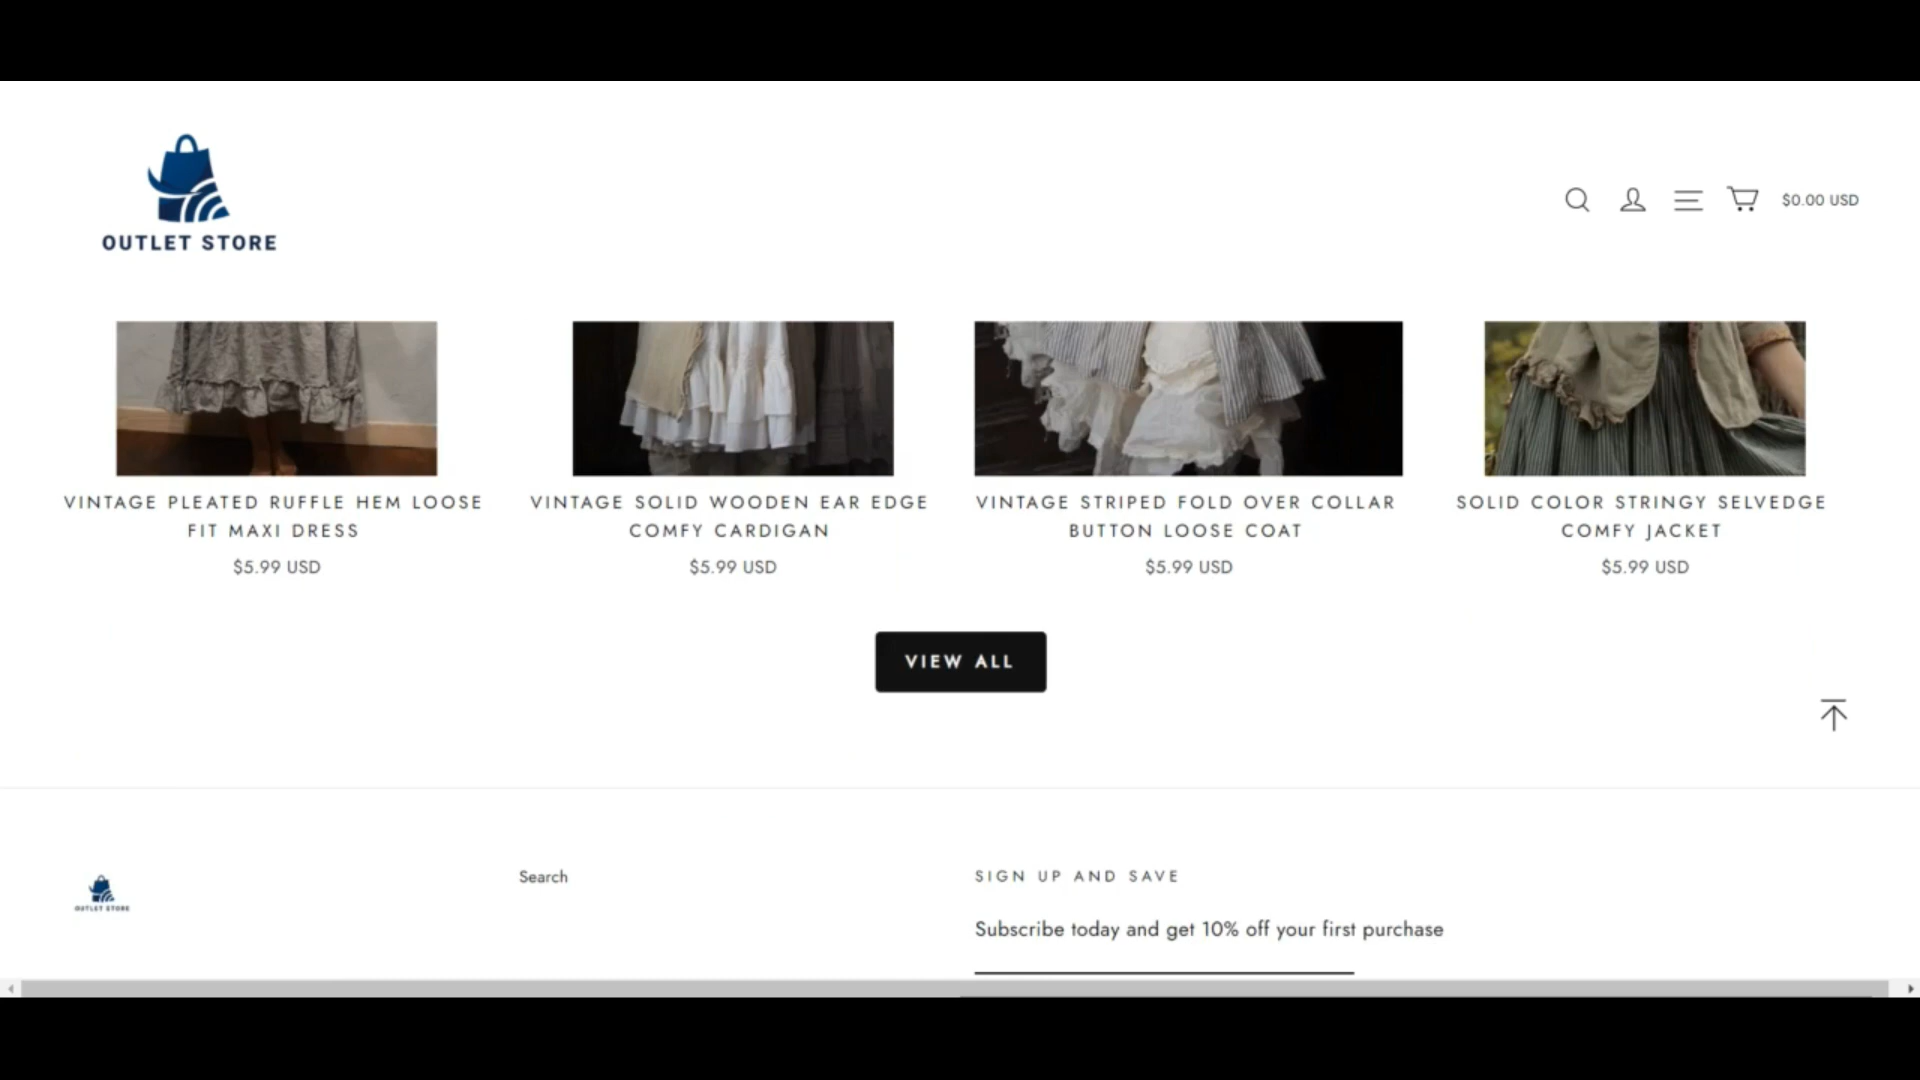 OUTLET STORE
$0.00 USD
VINTAGE PLEATED RUFFLE HEM LOOSE
FIT MAXI DRESS
$5.99 USD
VINTAGE SOLID WOODEN EAR EDGE
COMFY CARDIGAN
$5.99 USD
VINTAGE STRIPED FOLD OVER COLLAR
BUTTON LOOSE COAT
$5.99 USD
SOLID COLOR STRINGY SELVEDGE
COMFY JACKET
$5.99 USD
VIEW ALL
OUTLET STORE
Search
SIGN UP AND SAVE
Subscribe today and get 10% off your first purchase